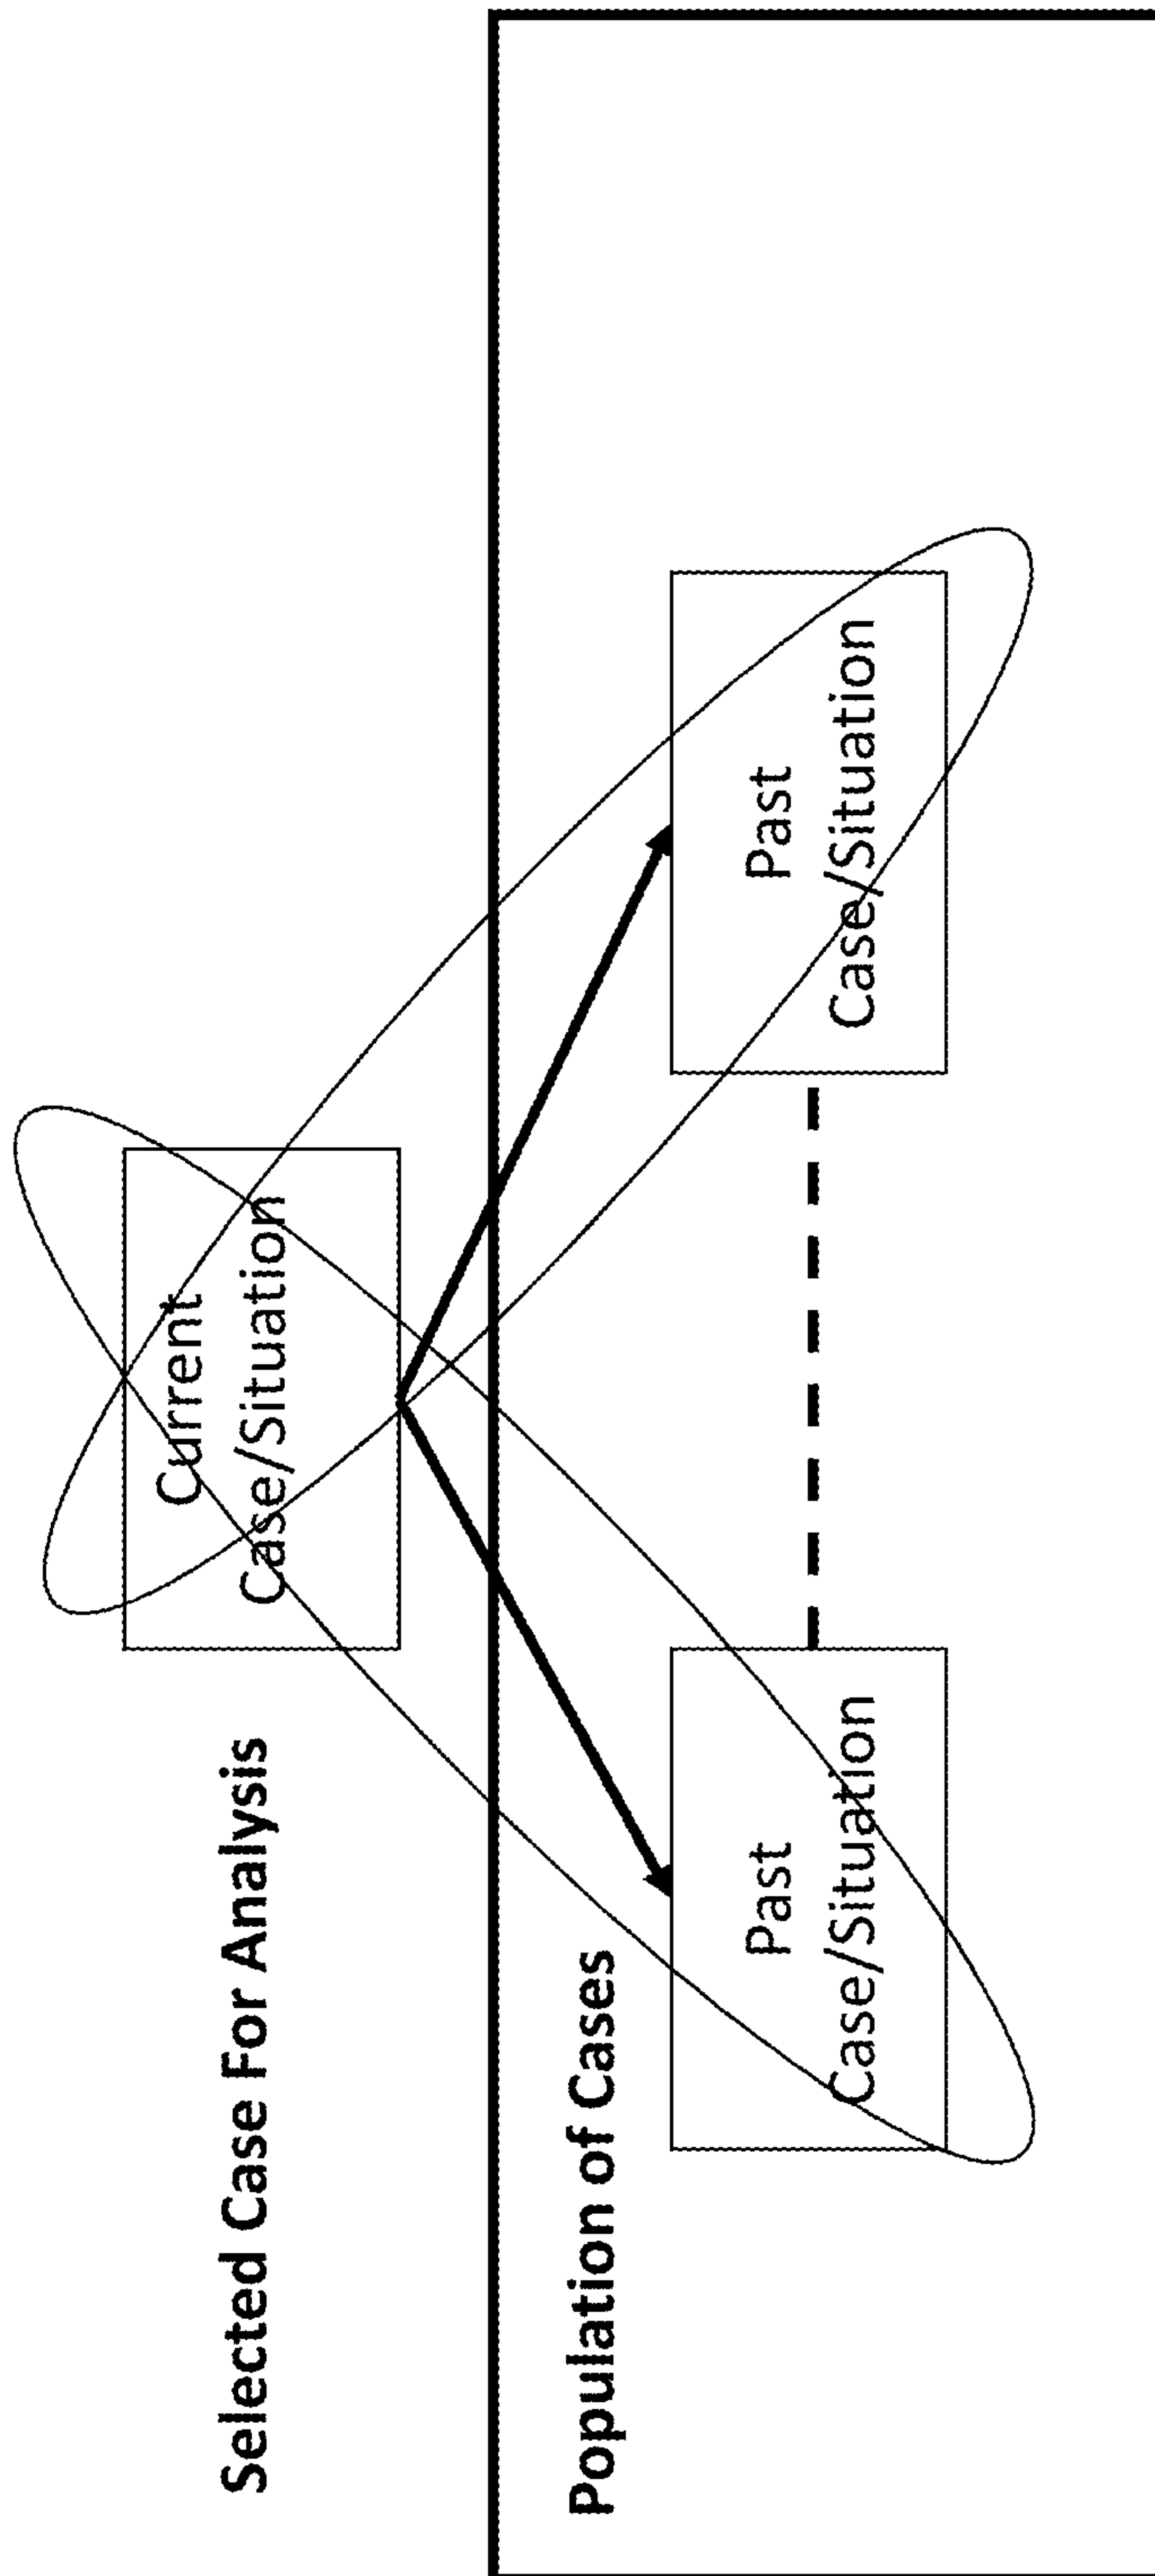 Selected Case For Analysis
Current
Case/Situation
Population of Cases
Past
Case/Situation
Past
Case/Situation